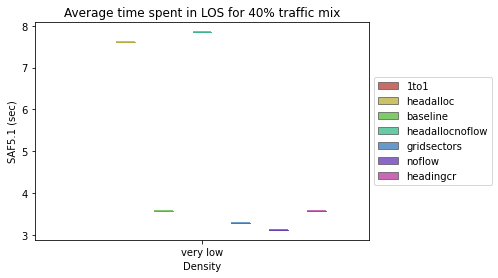 Average time spent in LOS for 40% traffic mix
8
7
6
5
4
3
SAF5.1 (sec)
very low
Density
1to1
headalloc
baseline
headallocnoflow
gridsectors
noflow
headingcr